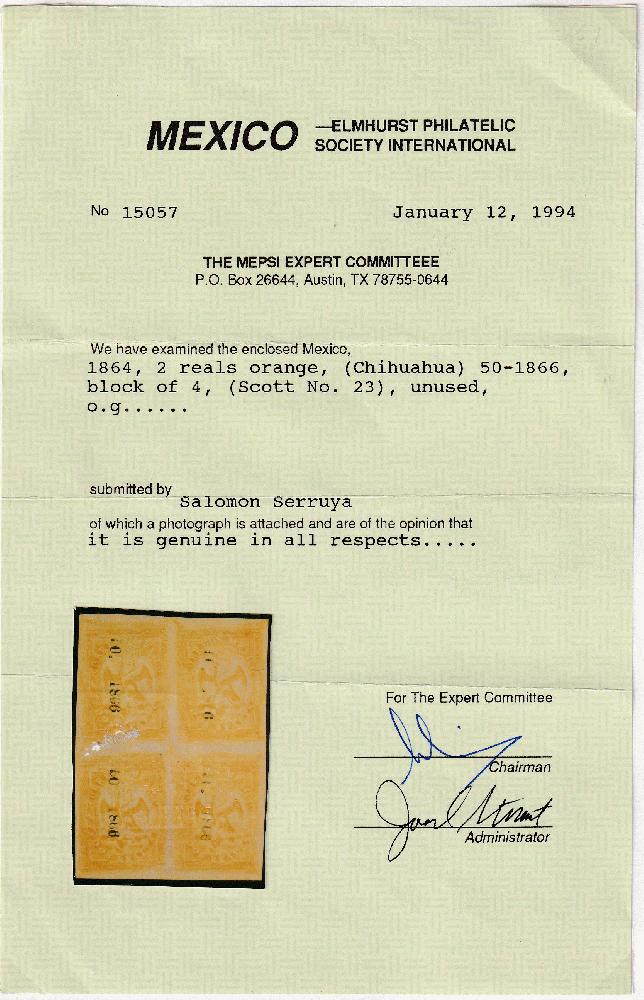 MEXICO —ELMHURST PHILATELIC
SOCIETY INTERNATIONAL
No 15057 January 12, 1994
THE MEPSI EXPERT COMMITTEEE
P.O. Box 26644, Austin, TX 78755-0644
We have examined the enclosed Mexico,
1864, 2 reals orange, (Chihuahua) 50-1866,
block of 4, (Scott No. 23), unused,
o.g......
submitted by
Salomon Serruya
of which a photograph is attached and are of the opinion that
it is genuine in all respects.....
For The Expert Committee
Chairman
Administrator